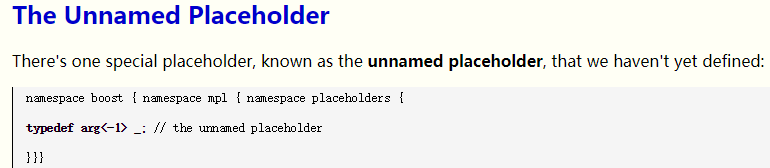 The Unnamed Placeholder
There's one special placeholder, known as the unnamed placeholder, that we haven't yet defined:
namespace boost { namespace mpl { namespace placeholders {
typedef arg<-1> _; // the unnamed placeholder
}}}